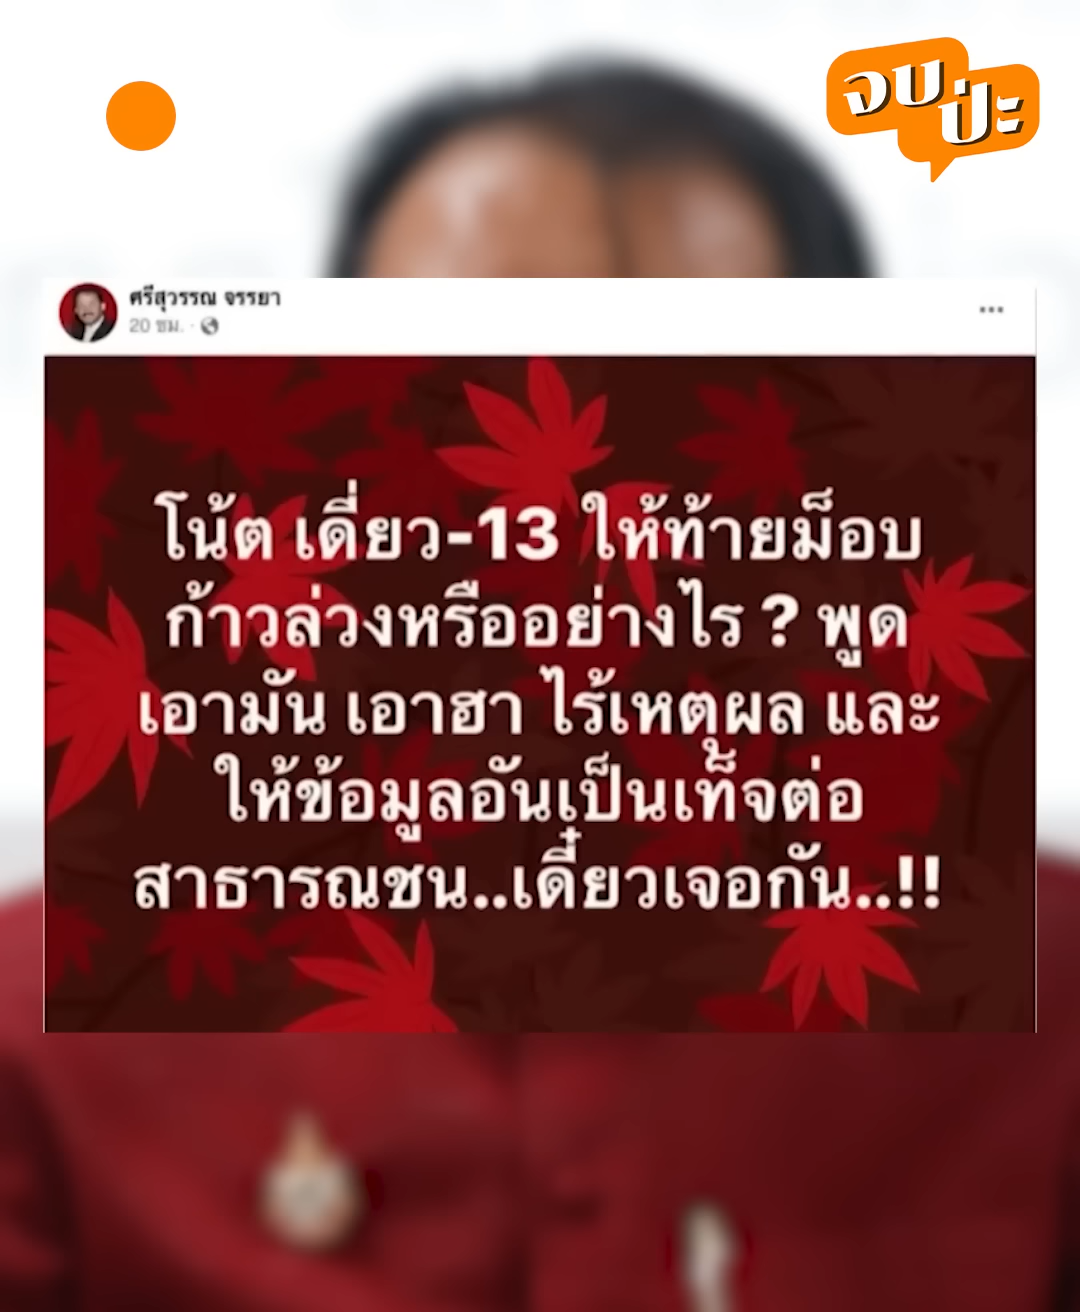 จบ
ป่ะ
ศรีสุวรรณ จรรยา
20 ชม. ·
โน้ต เดี่ยว-13 ให้ท้ายม็อบ
ก้าวล่วงหรืออย่างไร ? พูด
เอามัน เอาฮา ไร้เหตุผล และ
ให้ข้อมูลอันเป็นเท็จต่อ
สาธารณชน..เดี๋ยวเจอกัน..!!